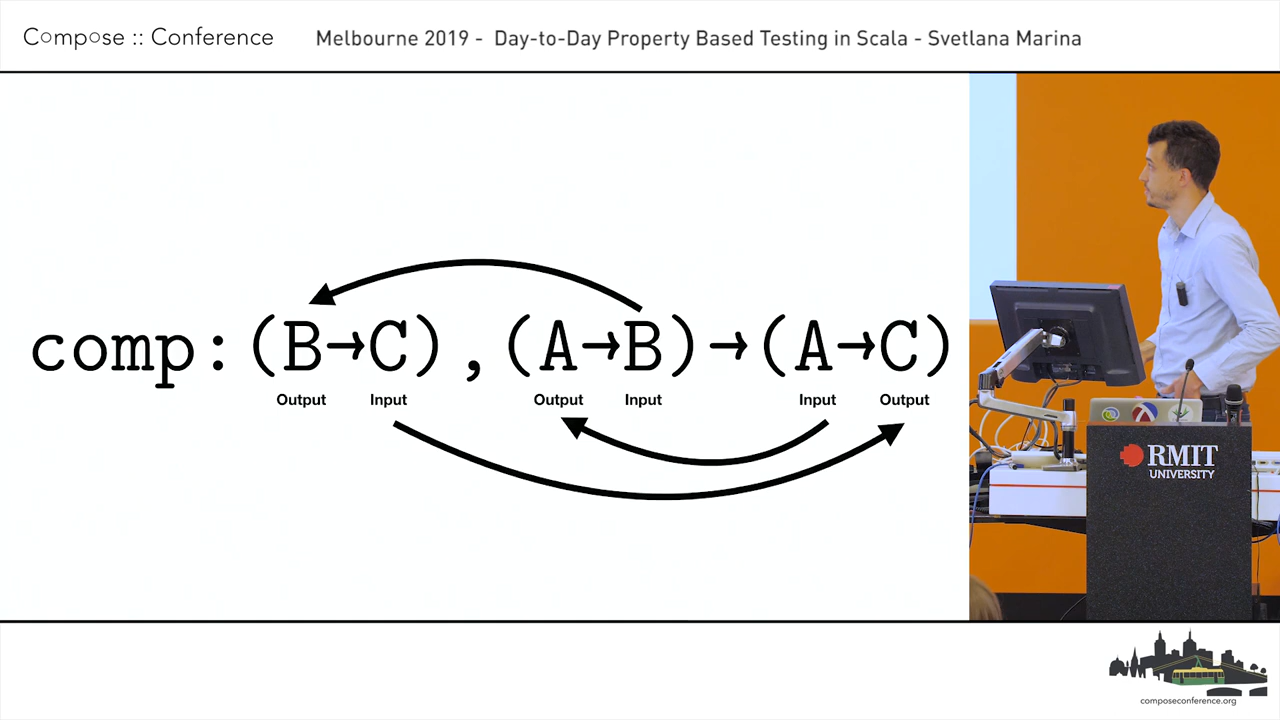 Compose :: Conference
Melbourne 2019 - Day-to-Day Property Based Testing in Scala - Svetlana Marina
comp:(B→C),(A→B)→(A→C)
Output Input Output Input Input Output
RMIT
UNIVERSITY
composeconference.org